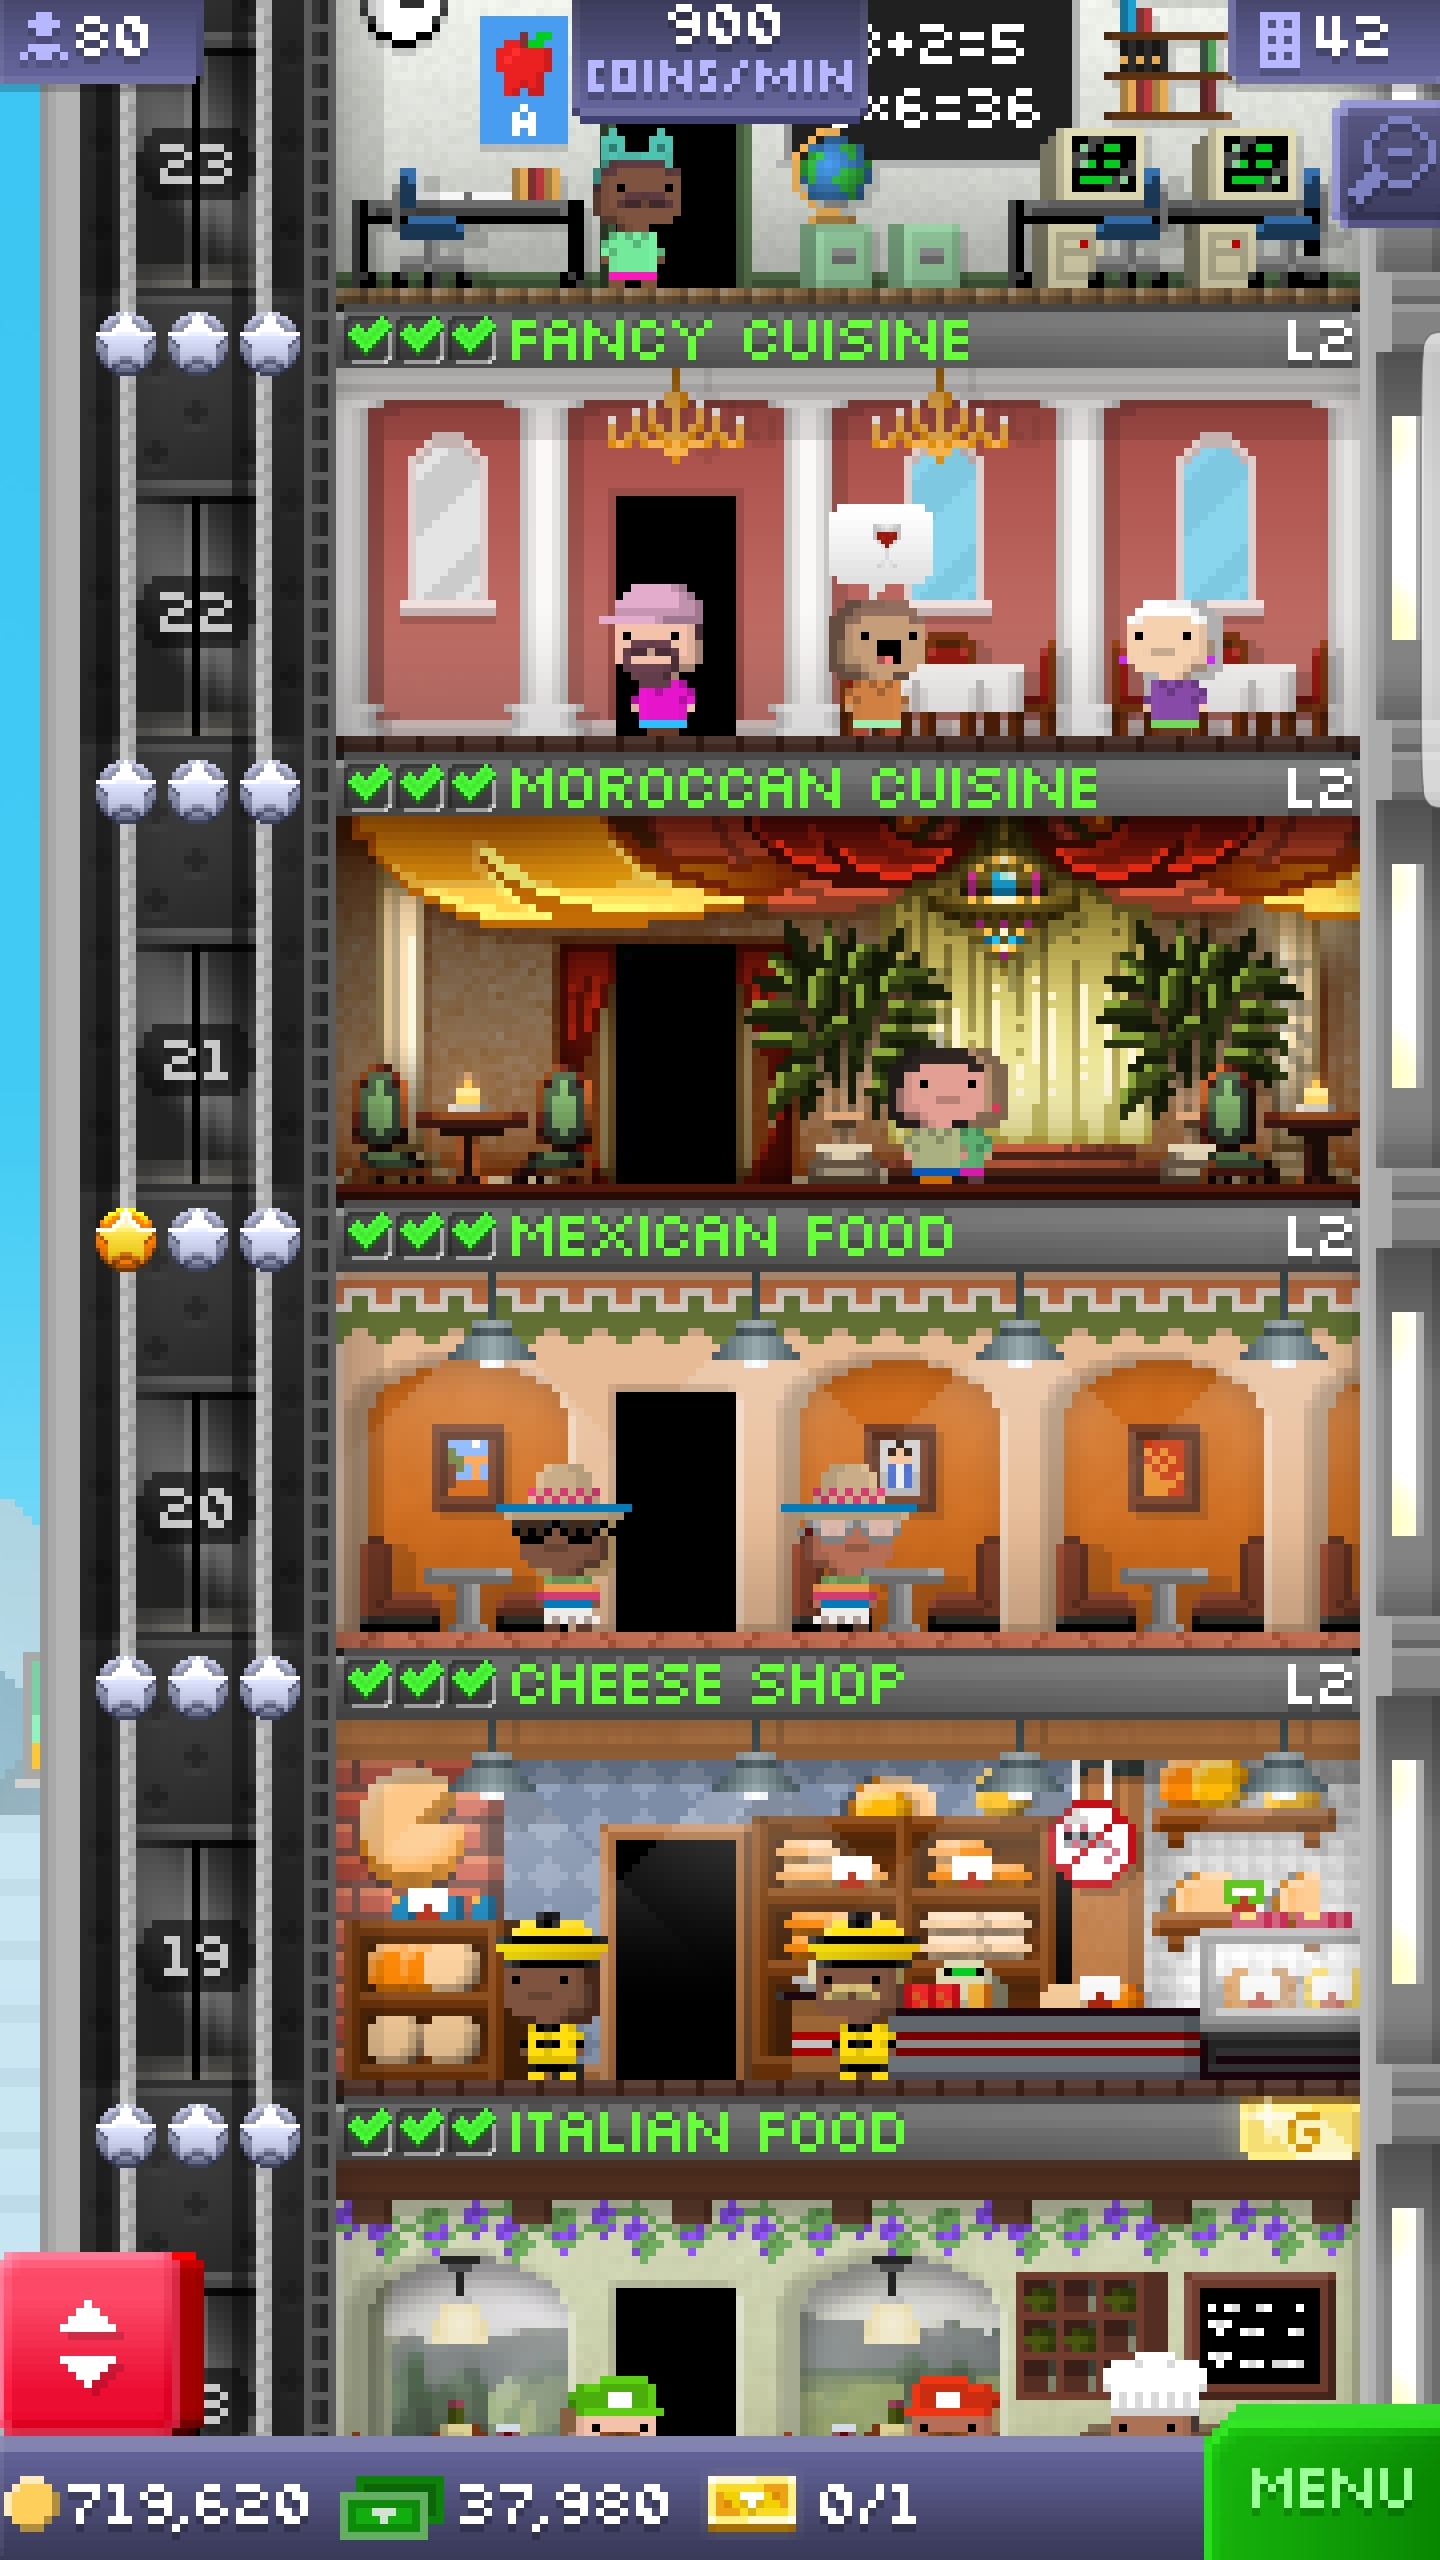 80
900
COINS/MIN
42
+2=5
×6=36
A
23
FANCY CUISINE L2
22
MOROCCAN CUISINE L2
21
MEXICAN FOOD L2
20
CHEESE SHOP L2
19
ITALIAN FOOD G
719,620 37,980 0/1
MENU